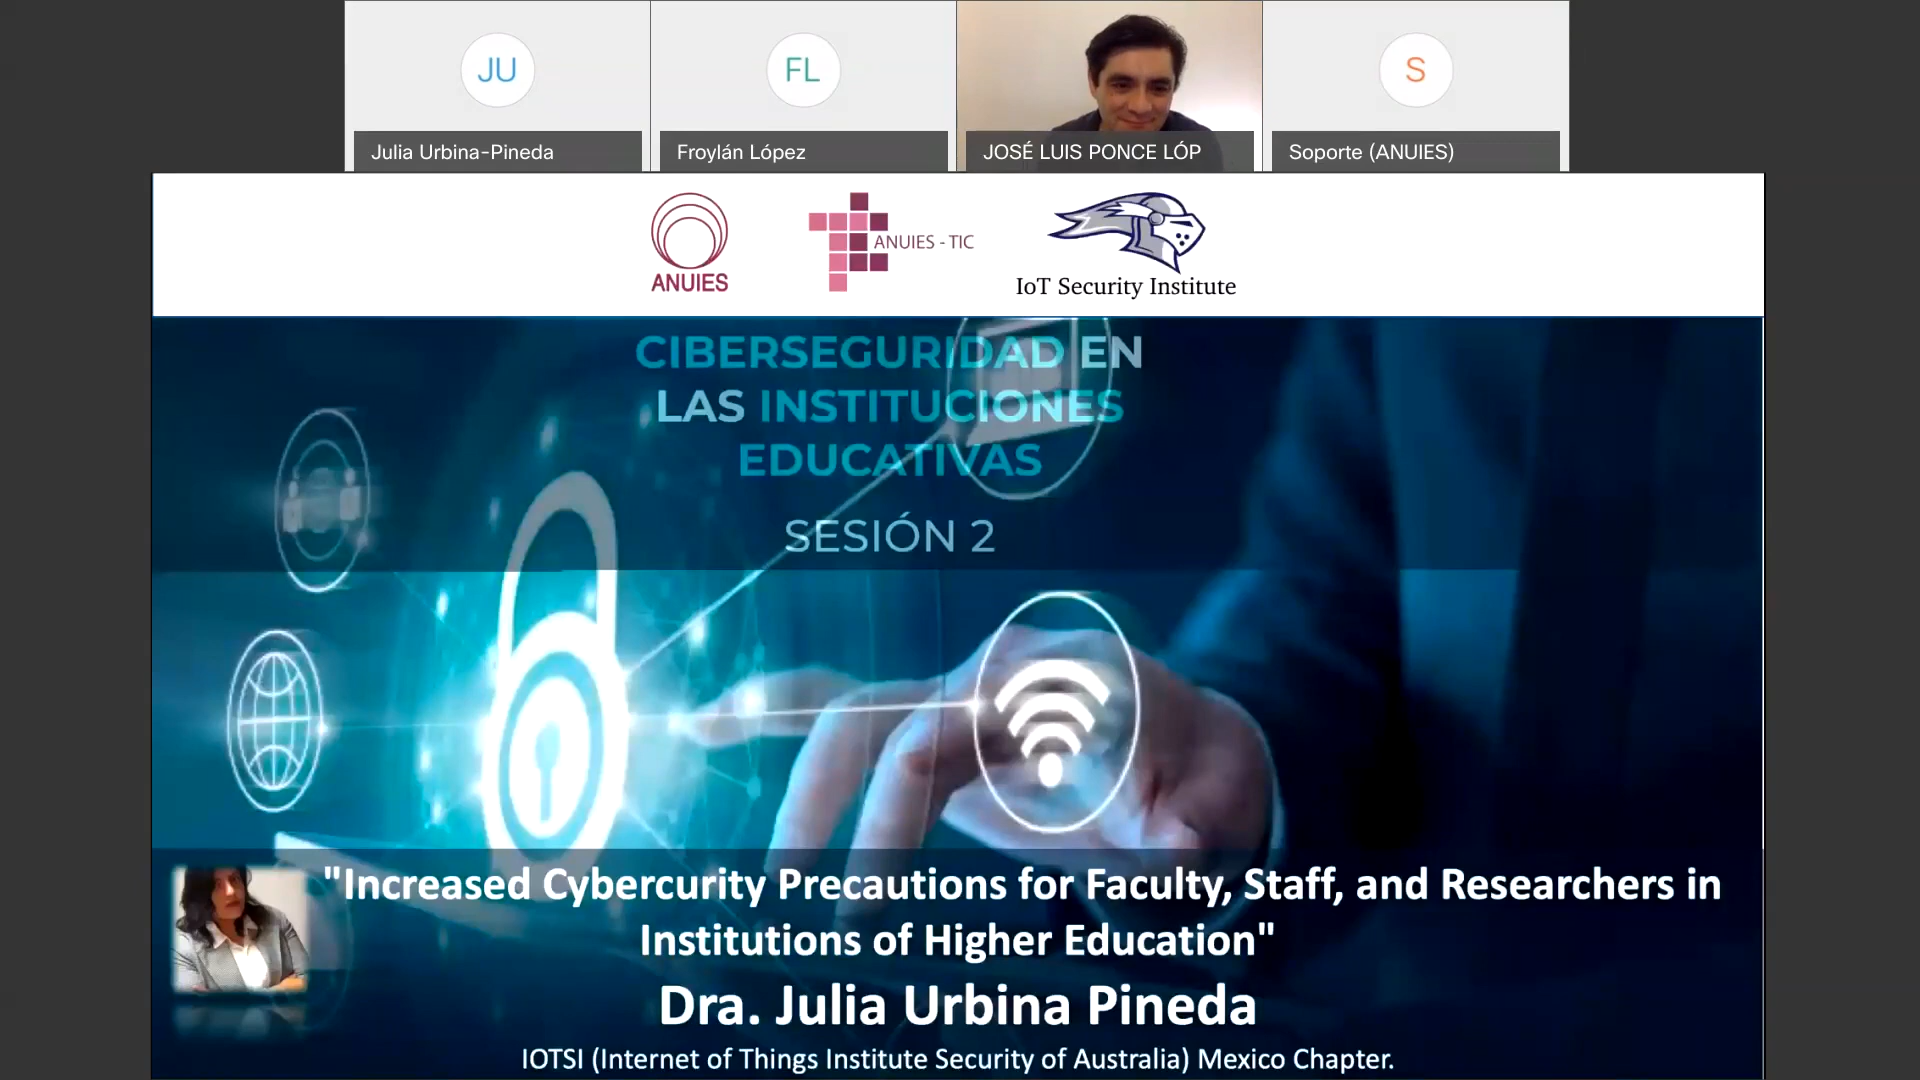 JU
FL
S
Julia Urbina-Pineda
Froylán López
JOSÉ LUIS PONCE LÓP
Soporte (ANUIES)
ANUIES
ANUIES - TIC
IoT Security Institute
CIBERSEGURIDAD EN
LAS INSTITUCIONES
EDUCATIVAS
SESIÓN 2
"Increased Cybercurity Precautions for Faculty, Staff, and Researchers in
Institutions of Higher Education"
Dra. Julia Urbina Pineda
IOTSI (Internet of Things Institute Security of Australia) Mexico Chapter.